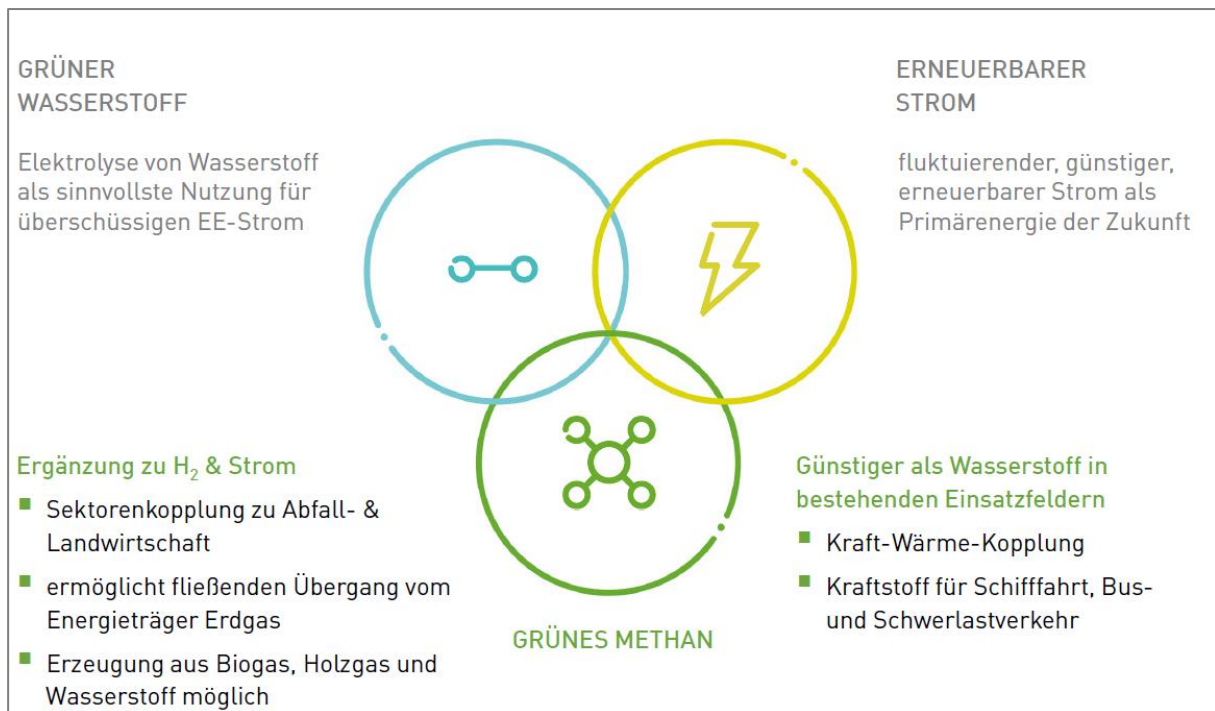 GRÜNER
WASSERSTOFF
Elektrolyse von Wasserstoff
als sinnvollste Nutzung für
überschüssigen EE-Strom
ERNEUERBARER
STROM
fluktuierender, günstiger,
erneuerbarer Strom als
Primärenergie der Zukunft
Ergänzung zu H₂ & Strom
■ Sektorenkopplung zu Abfall- &
Landwirtschaft
■ ermöglicht fließenden Übergang vom
Energieträger Erdgas
■ Erzeugung aus Biogas, Holzgas und
Wasserstoff möglich
GRÜNES METHAN
Günstiger als Wasserstoff in
bestehenden Einsatzfeldern
■ Kraft-Wärme-Kopplung
■ Kraftstoff für Schifffahrt, Bus-
und Schwerlastverkehr